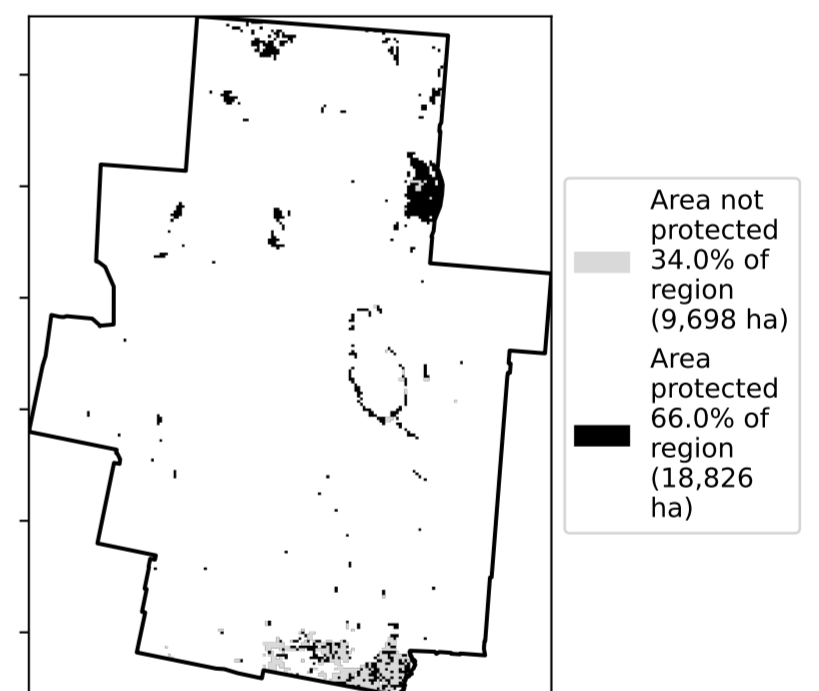 Area not
protected
34.0% of
region
(9,698 ha)
Area
protected
66.0% of
region
(18,826
ha)